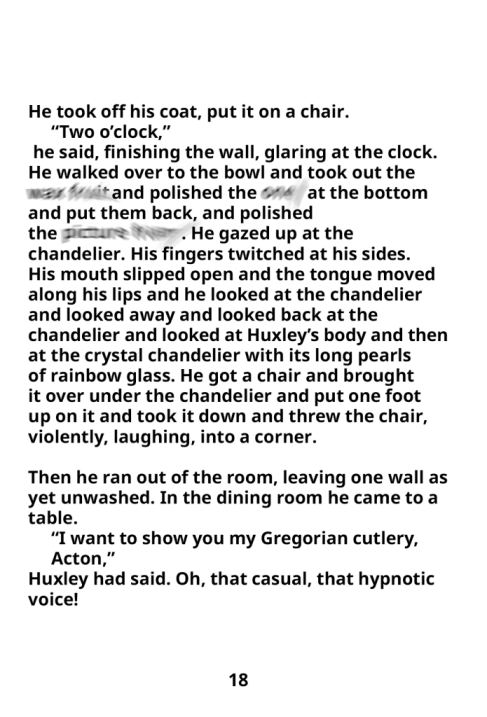 He took off his coat, put it on a chair.
“Two o’clock,”
he said, finishing the wall, glaring at the clock.
He walked over to the bowl and took out the
and polished the at the bottom
and put them back, and polished
the . He gazed up at the
chandelier. His fingers twitched at his sides.
His mouth slipped open and the tongue moved
along his lips and he looked at the chandelier
and looked away and looked back at the
chandelier and looked at Huxley’s body and then
at the crystal chandelier with its long pearls
of rainbow glass. He got a chair and brought
it over under the chandelier and put one foot
up on it and took it down and threw the chair,
violently, laughing, into a corner.
Then he ran out of the room, leaving one wall as
yet unwashed. In the dining room he came to a
table.
“I want to show you my Gregorian cutlery,
Acton,”
Huxley had said. Oh, that casual, that hypnotic
voice!
18